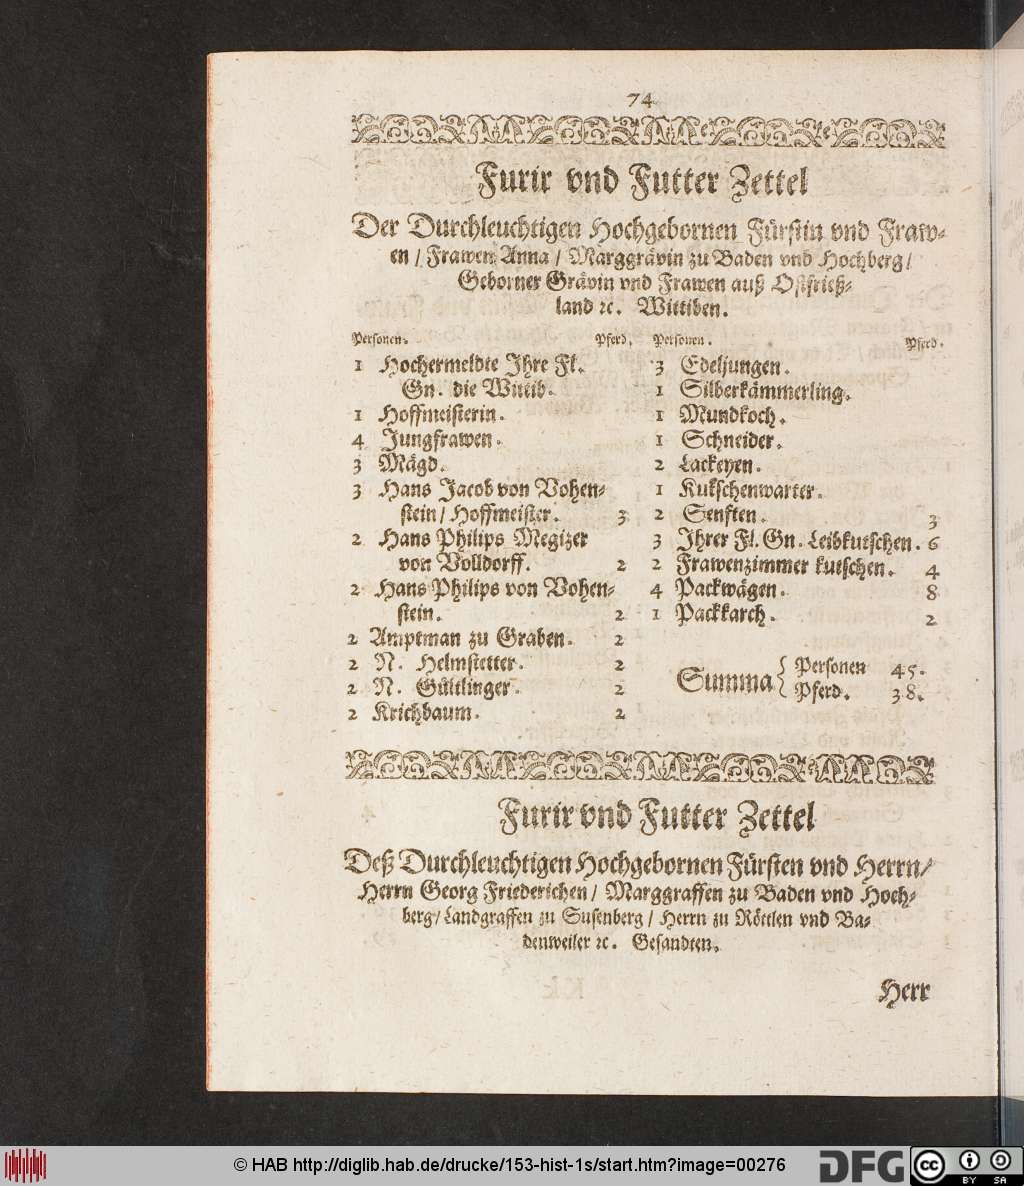 74
Furir vnd Futter Zettel
Der Durchleuchtigen Hochgebornen Fürstin vnd Fraw-
en / Frawen Anna / Marggrävin zu Baden vnd Hochberg /
Geborner Grävin vnd Frawen auß Ostfrieß-
land ꝛc. Wittiben.
Personen. Pferd.
1 Hochermeldte Ihre Fl.
Gn. die Wittib.
1 Hoffmeisterin.
4 Jungfrawen.
3 Mägd.
3 Hans Jacob von Vohen-
stein / Hoffmeister. 3
2 Hans Philips Megizer
von Volldorff. 2
2 Hans Philips von Vohen-
stein. 2
2 Amptman zu Graben. 2
2 N. Helmstetter. 2
2 N. Gültlinger. 2
2 Krichbaum. 2
Personen. Pferd.
3 Edeljungen.
1 Silberkämmerling.
1 Mundkoch.
1 Schneider.
2 Lackeyen.
1 Kutschenwarter.
2 Senften. 3
3 Ihrer Fl. Gn. Leibkutschen. 6
2 Frawenzimmer kutschen. 4
4 Packwägen. 8
1 Packkarch. 2
Summa { Personen 45.
Pferd. 38.
Furir vnd Futter Zettel
Deß Durchleuchtigen Hochgebornen Fürsten vnd Herrn /
Herrn Georg Friederichen / Marggraffen zu Baden vnd Hoch-
berg / Landgraffen zu Susenberg / Herrn zu Röttlen vnd Ba-
denweiler ꝛc. Gesandten.
Herr
© HAB http://diglib.hab.de/drucke/153-hist-1s/start.htm?image=00276
DFG
cc BY SA